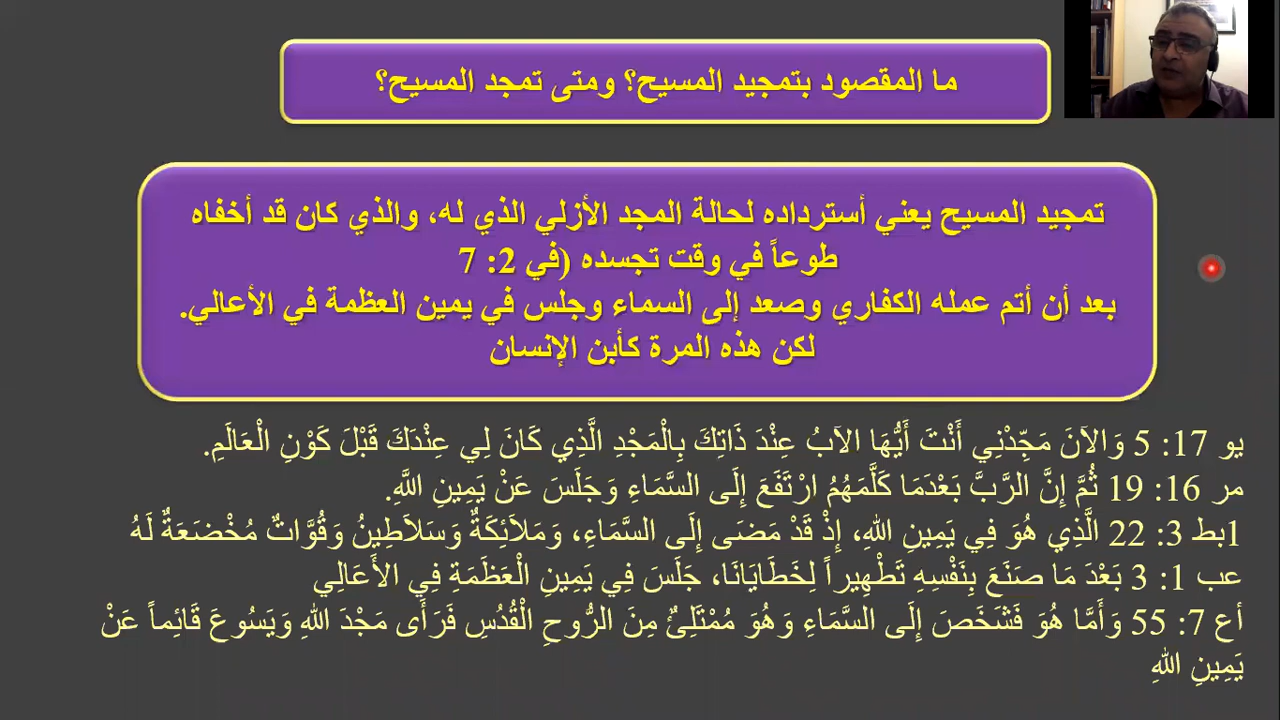 ما المقصود بتمجيد المسيح؟ ومتى تمجد المسيح؟
تمجيد المسيح يعني أسترداده لحالة المجد الأزلي الذي له، والذي كان قد أخفاه
طوعاً في وقت تجسده (في 2: 7
بعد أن أتم عمله الكفاري وصعد إلى السماء وجلس في يمين العظمة في الأعالي.
لكن هذه المرة كأبن الإنسان
يو 17: 5 وَالآنَ مَجِّدْنِي أَنْتَ أَيُّهَا الآبُ عِنْدَ ذَاتِكَ بِالْمَجْدِ الَّذِي كَانَ لِي عِنْدَكَ قَبْلَ كَوْنِ الْعَالَمِ.
مر 16: 19 ثُمَّ إِنَّ الرَّبَّ بَعْدَمَا كَلَّمَهُمُ ارْتَفَعَ إِلَى السَّمَاءِ وَجَلَسَ عَنْ يَمِينِ اللَّهِ.
1بط 3: 22 الَّذِي هُوَ فِي يَمِينِ اللهِ، إِذْ قَدْ مَضَى إِلَى السَّمَاءِ، وَمَلاَئِكَةٌ وَسَلاَطِينُ وَقُوَّاتٌ مُخْضَعَةٌ لَهُ
عب 1: 3 بَعْدَ مَا صَنَعَ بِنَفْسِهِ تَطْهِيراً لِخَطَايَانَا، جَلَسَ فِي يَمِينِ الْعَظَمَةِ فِي الأَعَالِي
أع 7: 55 وَأَمَّا هُوَ فَشَخَصَ إِلَى السَّمَاءِ وَهُوَ مُمْتَلِئٌ مِنَ الرُّوحِ الْقُدُسِ فَرَأَى مَجْدَ اللهِ وَيَسُوعَ قَائِماً عَنْ
يَمِينِ اللهِ